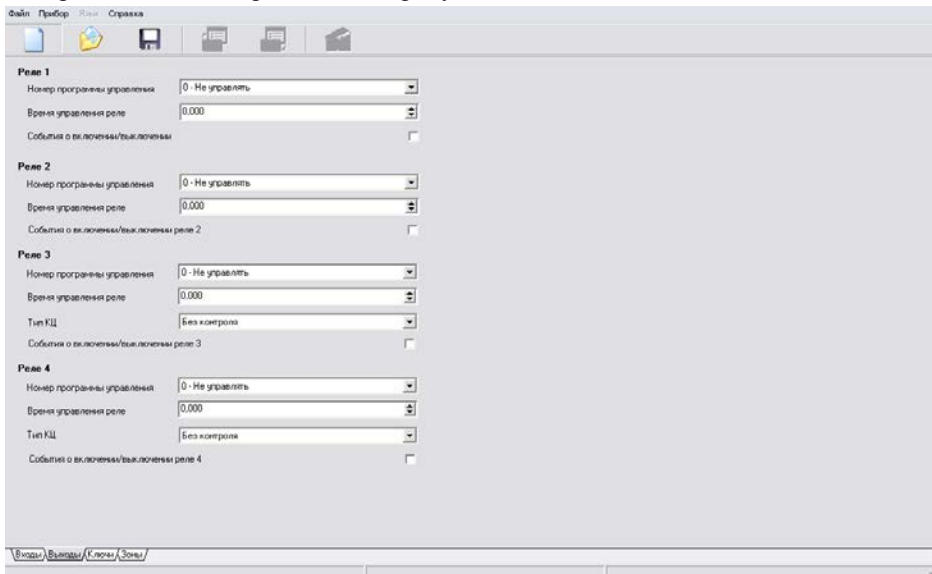 Файл Прибор Язык Справка
Реле 1
Номер программы управления 0 - Не управлять
Время управления реле 0,000
События о включении/выключении
Реле 2
Номер программы управления 0 - Не управлять
Время управления реле 0,000
События о включении/выключении реле 2
Реле 3
Номер программы управления 0 - Не управлять
Время управления реле 0,000
Тип КЦ Без контроля
События о включении/выключении реле 3
Реле 4
Номер программы управления 0 - Не управлять
Время управления реле 0,000
Тип КЦ Без контроля
События о включении/выключении реле 4
Входы Выходы Ключи Зоны